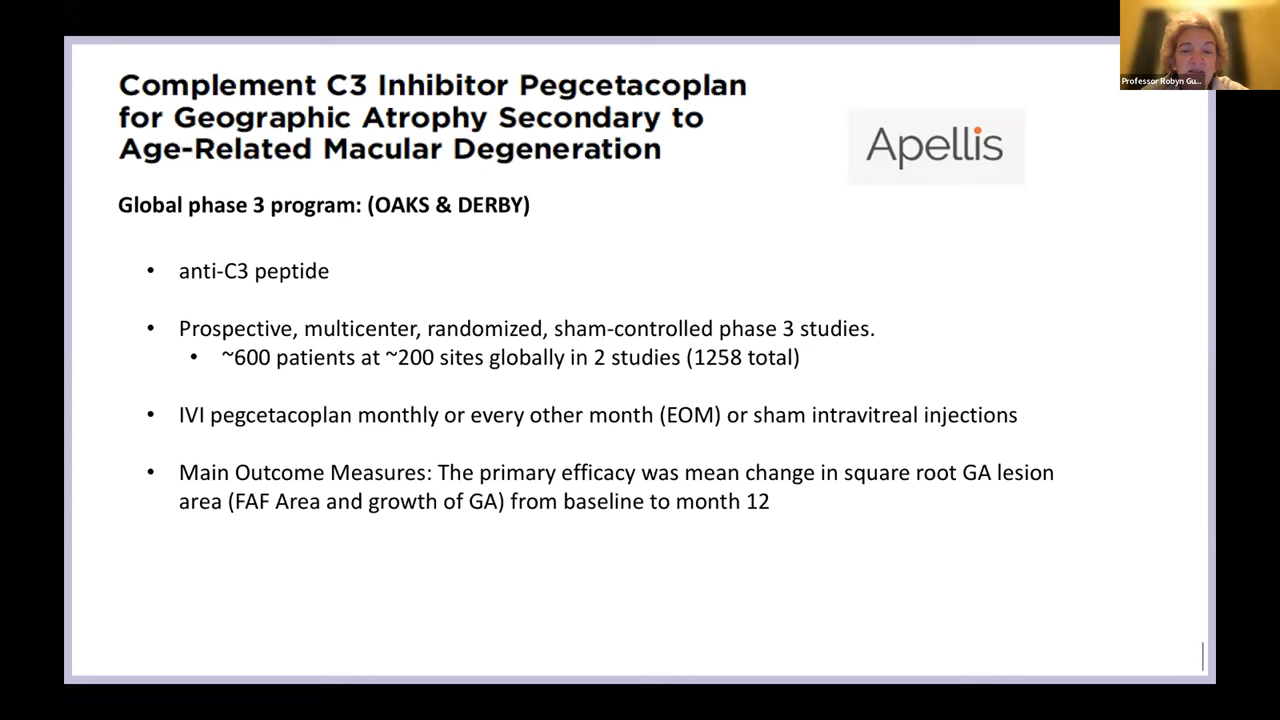 Complement C3 Inhibitor Pegcetacoplan
for Geographic Atrophy Secondary to
Age-Related Macular Degeneration
Apellis
Professor Robyn Gu...
Global phase 3 program: (OAKS & DERBY)
• anti-C3 peptide
• Prospective, multicenter, randomized, sham-controlled phase 3 studies.
• ~600 patients at ~200 sites globally in 2 studies (1258 total)
• IVI pegcetacoplan monthly or every other month (EOM) or sham intravitreal injections
• Main Outcome Measures: The primary efficacy was mean change in square root GA lesion
area (FAF Area and growth of GA) from baseline to month 12